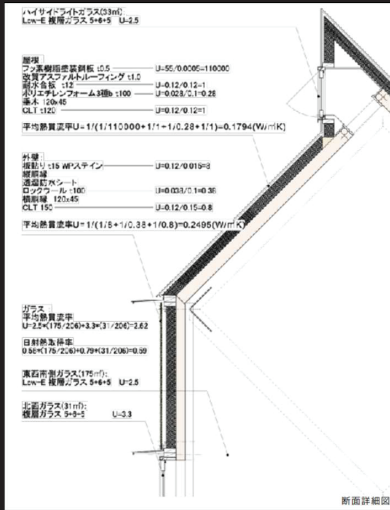 ハイサイドライトガラス(33㎡)
Low-E 複層ガラス 5+6+5 U=2.5
屋根
フッ素樹脂塗装鋼板 t0.5 U=55/0.0005=110000
改質アスファルトルーフィング t1.0
耐水合板 t12 U=0.12/0.12=1
ポリエチレンフォーム3種b t100 U=0.028/0.1=0.28
垂木 120x45
CLT t120 U=0.12/0.12=1
平均熱貫流率U=1/(1/110000+1/1+1/0.28+1/1)=0.1794(W/㎡K)
外壁
板貼り t15 WPステイン U=0.12/0.015=8
縦胴縁
透湿防水シート
ロックウール t100 U=0.038/0.1=0.38
横胴縁 120x45
CLT 150 U=0.12/0.15=0.8
平均熱貫流率U=1/(1/8+1/0.38+1/0.8)=0.2495(W/㎡K)
ガラス
平均熱貫流率
U=2.5*(175/206)+3.3*(31/206)=2.62
日射熱取得率
0.56*(175/206)+0.79*(31/206)=0.59
東西南側ガラス(175㎡):
Low-E 複層ガラス 5+6+5 U=2.5
北面ガラス(31㎡):
複層ガラス 5+6+5 U=3.3
断面詳細図